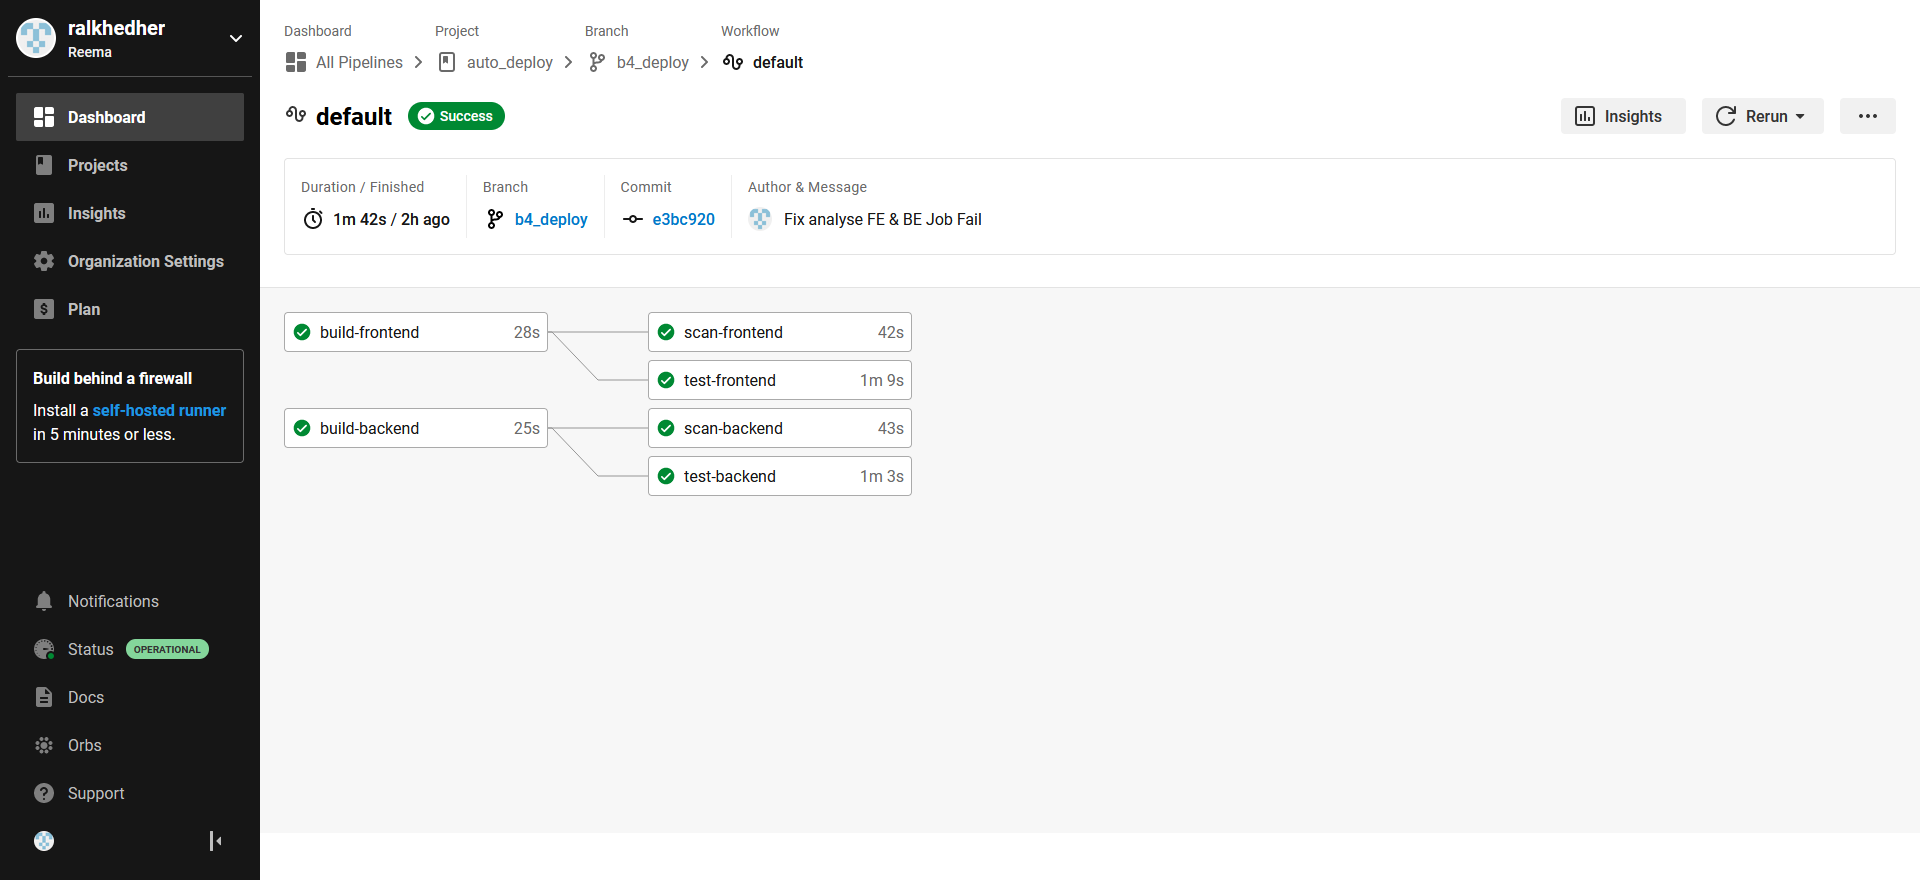 ralkhedher
Reema
Dashboard
Projects
Insights
Organization Settings
Plan
Build behind a firewall
Install a self-hosted runner
in 5 minutes or less.
Notifications
Status OPERATIONAL
Docs
Orbs
Support
Dashboard Project Branch Workflow
All Pipelines auto_deploy b4_deploy default
default Success Insights Rerun
Duration / Finished Branch Commit Author & Message
1m 42s / 2h ago b4_deploy e3bc920 Fix analyse FE & BE Job Fail
build-frontend 28s scan-frontend 42s
test-frontend 1m 9s
build-backend 25s scan-backend 43s
test-backend 1m 3s